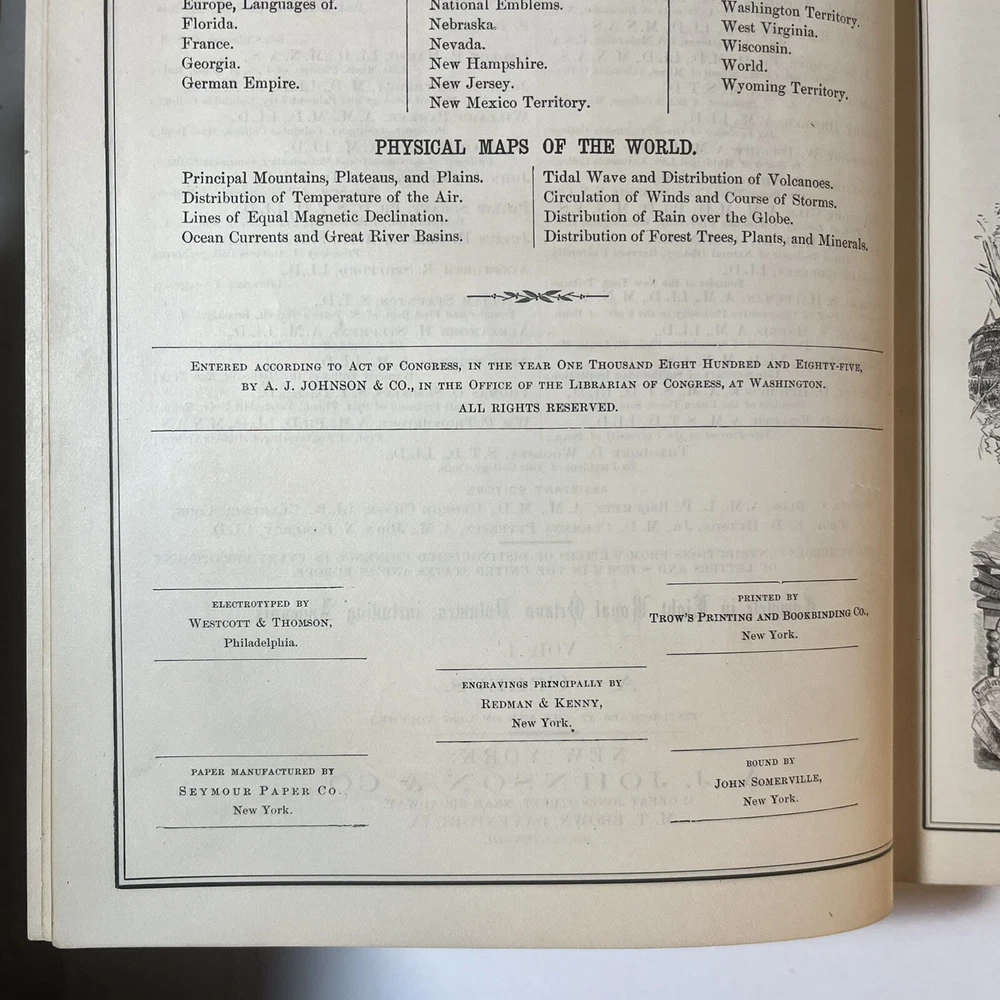 Europe, Languages of.
Florida.
France.
Georgia.
German Empire.
National Emblems.
Nebraska.
Nevada.
New Hampshire.
New Jersey.
New Mexico Territory.
Washington Territory.
West Virginia.
Wisconsin.
World.
Wyoming Territory.
PHYSICAL MAPS OF THE WORLD.
Principal Mountains, Plateaus, and Plains.
Distribution of Temperature of the Air.
Lines of Equal Magnetic Declination.
Ocean Currents and Great River Basins.
Tidal Wave and Distribution of Volcanoes.
Circulation of Winds and Course of Storms.
Distribution of Rain over the Globe.
Distribution of Forest Trees, Plants, and Minerals.
ENTERED ACCORDING TO ACT OF CONGRESS, IN THE YEAR ONE THOUSAND EIGHT HUNDRED AND EIGHTY-FIVE,
BY A. J. JOHNSON & CO., IN THE OFFICE OF THE LIBRARIAN OF CONGRESS, AT WASHINGTON.
ALL RIGHTS RESERVED.
ELECTROTYPED BY
WESTCOTT & THOMSON,
Philadelphia.
PRINTED BY
TROW'S PRINTING AND BOOKBINDING CO.,
New York.
ENGRAVINGS PRINCIPALLY BY
REDMAN & KENNY,
New York.
PAPER MANUFACTURED BY
SEYMOUR PAPER CO.
New York.
BOUND BY
JOHN SOMERVILLE,
New York.